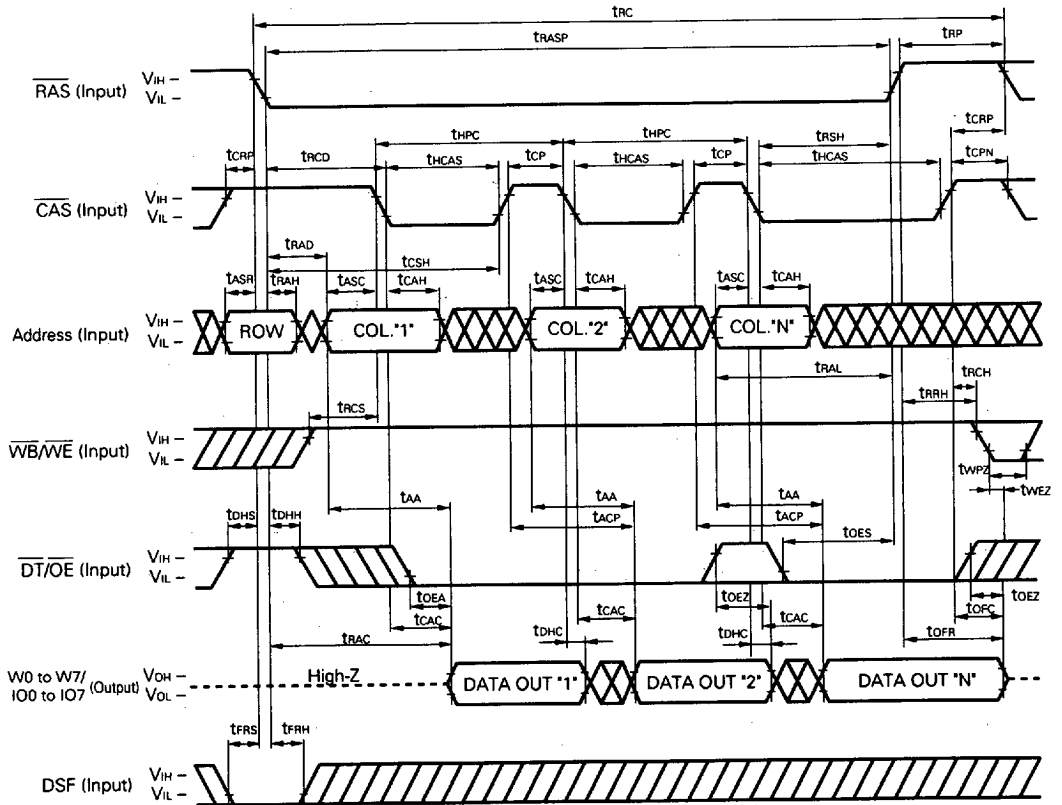 tRC
tRASP
tRP
RAS (Input)
VIH
VIL
tCRP
tHPC
tHPC
tRSH
tCRP
tRCD
tHCAS
tCP
tHCAS
tCP
tHCAS
tCPN
CAS (Input)
VIH
VIL
tRAD
tCSH
tASR
tRAH
tASC
tCAH
tASC
tCAH
tASC
tCAH
Address (Input)
VIH
VIL
ROW
COL."1"
COL."2"
COL."N"
tRAL
tRCH
tRRH
tRCS
WB/WE (Input)
VIH
VIL
tWPZ
tWEZ
tAA
tAA
tAA
tACP
tACP
tDHS
tDHH
tOES
DT/OE (Input)
VIH
VIL
tOEA
tOEZ
tOEZ
tCAC
tCAC
tCAC
tOFC
tRAC
tDHC
tDHC
tOFR
W0 to W7/
IO0 to IO7 (Output)
VOH
VOL
High-Z
DATA OUT "1"
DATA OUT "2"
DATA OUT "N"
tFRS
tFRH
DSF (Input)
VIH
VIL